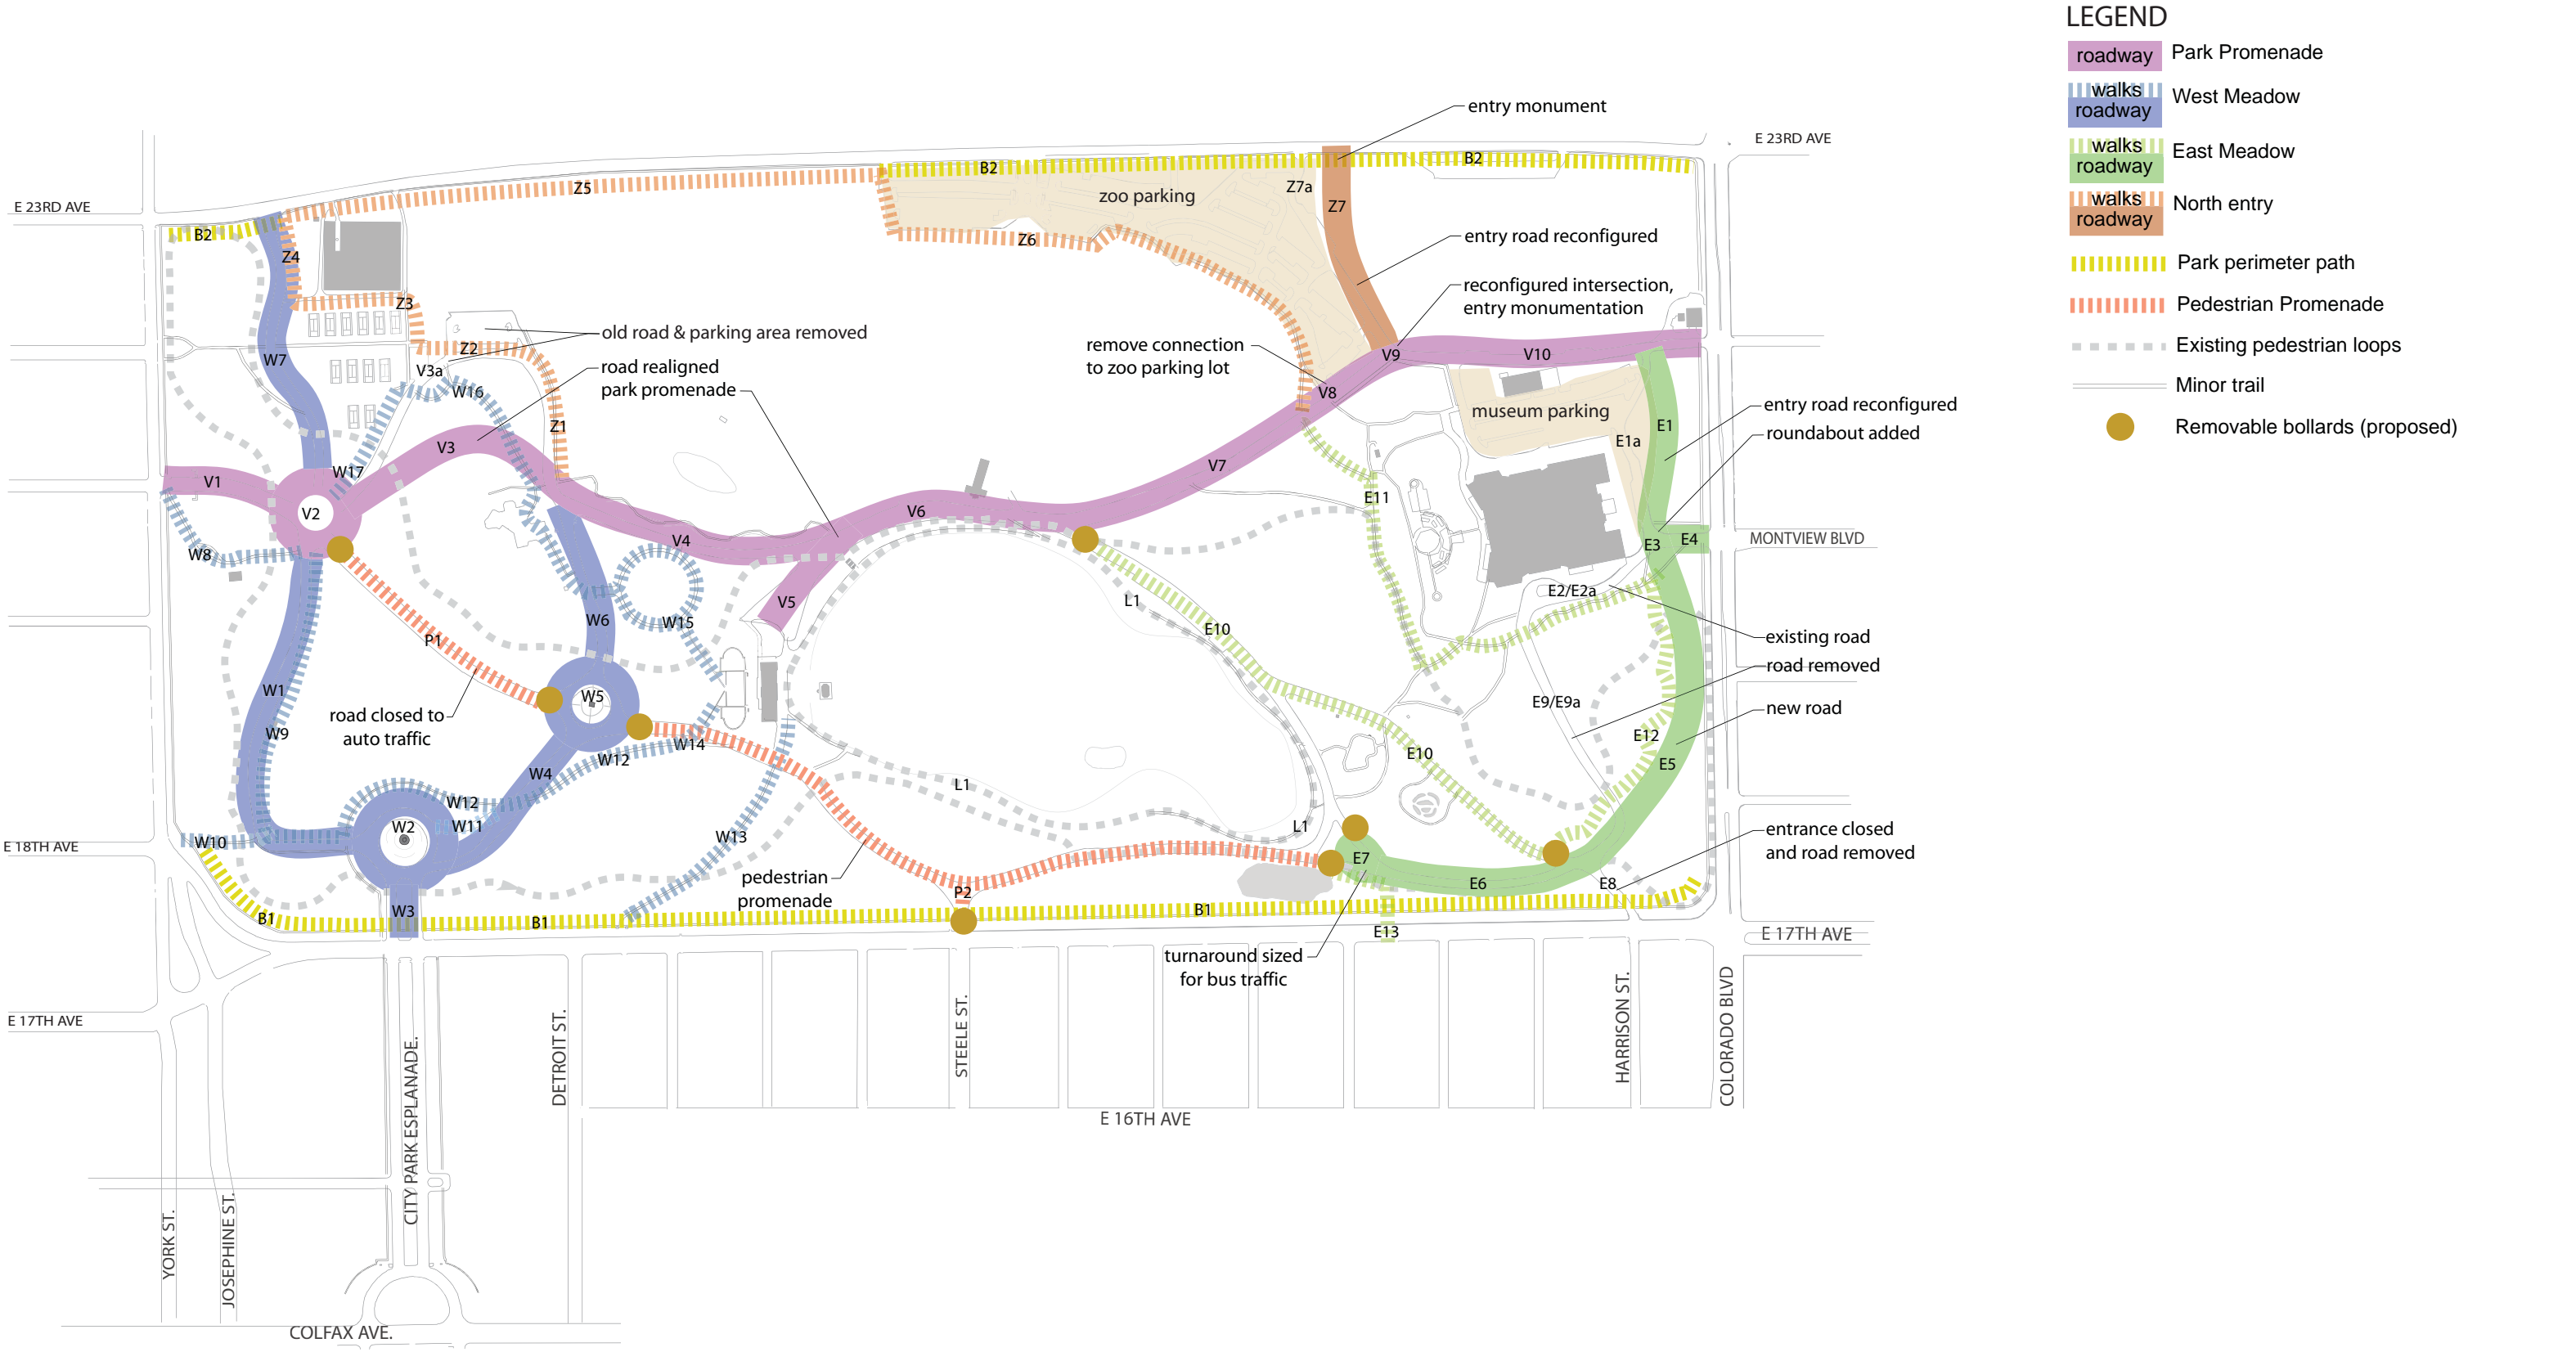 LEGEND
roadway
Park Promenade
walks
roadway
West Meadow
walks
roadway
East Meadow
walks
roadway
North entry
Park perimeter path
Pedestrian Promenade
Existing pedestrian loops
Minor trail
Removable bollards (proposed)
entry monument
E 23RD AVE
E 23RD AVE
B2
B2
B2
Z5
zoo parking
Z7a
Z7
Z6
Z4
Z3
entry road reconfigured
reconfigured intersection,
entry monumentation
old road & parking area removed
road realigned
park promenade
remove connection
to zoo parking lot
Z2
V3a
W16
W7
V9
V10
V8
museum parking
entry road reconfigured
roundabout added
Z1
V3
E1
E1a
W17
V1
V2
V7
E11
V6
V4
W8
E3
E4
MONTVIEW BLVD
E2/E2a
V5
L1
W6
W15
E10
P1
existing road
road removed
new road
W1
W5
E9/E9a
road closed to
auto traffic
W9
W14
W12
E12
E10
E5
W4
L1
W12
W11
W2
W13
W10
L1
E 18TH AVE
entrance closed
and road removed
E7
E6
E8
pedestrian
promenade
P2
W3
B1
B1
B1
E13
E 17TH AVE
turnaround sized
for bus traffic
E 17TH AVE
YORK ST.
JOSEPHINE ST.
CITY PARK ESPLANADE.
DETROIT ST.
STEELE ST.
HARRISON ST.
COLORADO BLVD
E 16TH AVE
COLFAX AVE.